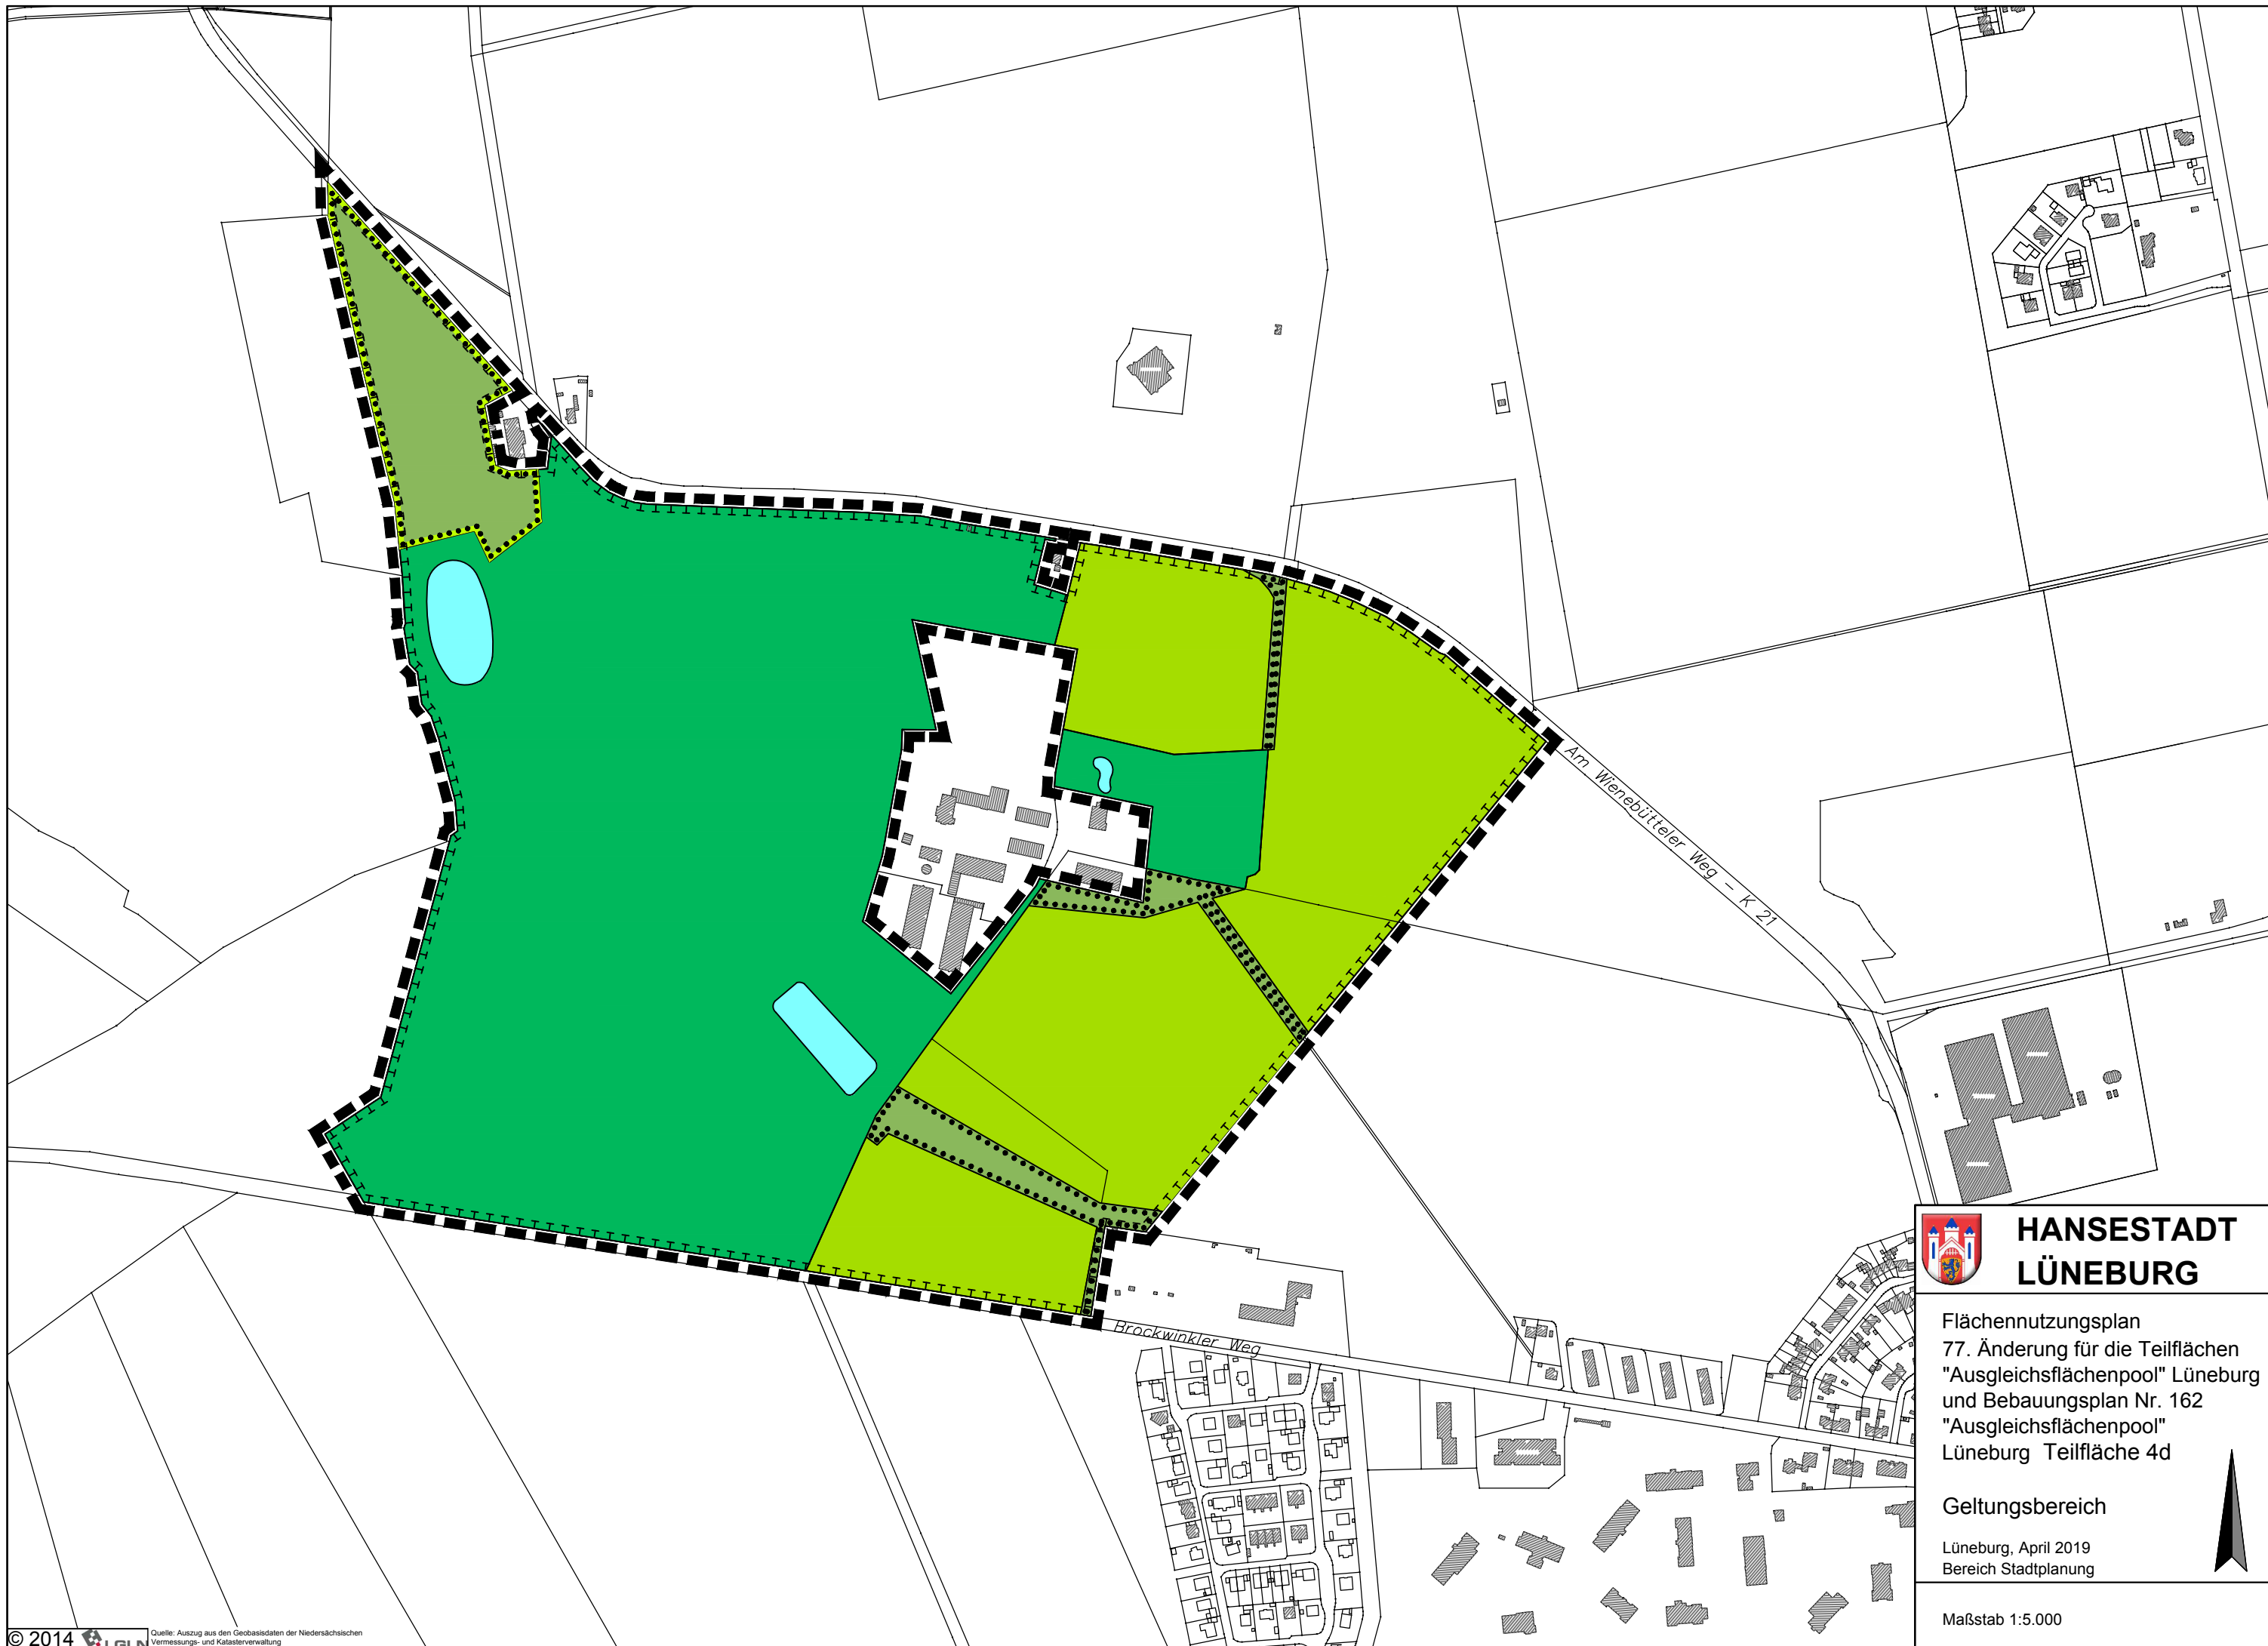 Am Wienebütteler Weg - K 21
Brockwinkler Weg
HANSESTADT
LÜNEBURG
Flächennutzungsplan
77. Änderung für die Teilflächen
"Ausgleichsflächenpool" Lüneburg
und Bebauungsplan Nr. 162
"Ausgleichsflächenpool"
Lüneburg Teilfläche 4d
Geltungsbereich
Lüneburg, April 2019
Bereich Stadtplanung
Maßstab 1:5.000
© 2014 LGLN
Quelle: Auszug aus den Geobasisdaten der Niedersächsischen
Vermessungs- und Katasterverwaltung